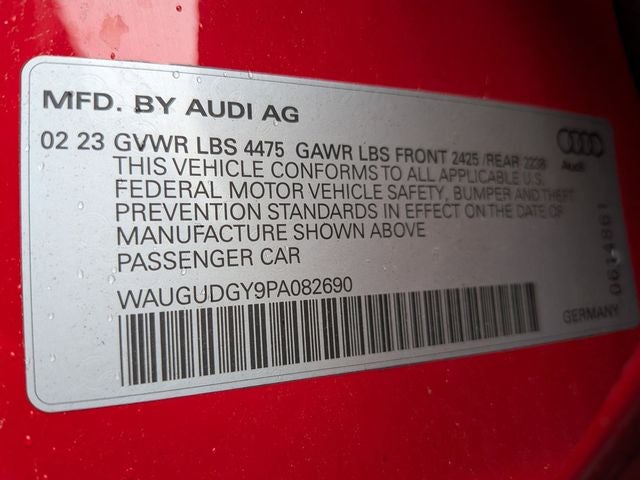 MFD. BY AUDI AG
02 23 GVWR LBS 4475 GAWR LBS FRONT 2425 /REAR 2238
THIS VEHICLE CONFORMS TO ALL APPLICABLE U.S.
FEDERAL MOTOR VEHICLE SAFETY, BUMPER AND THEFT
PREVENTION STANDARDS IN EFFECT ON THE DATE OF
MANUFACTURE SHOWN ABOVE
PASSENGER CAR
WAUGUDGY9PA082690
Audi
0614861
GERMANY